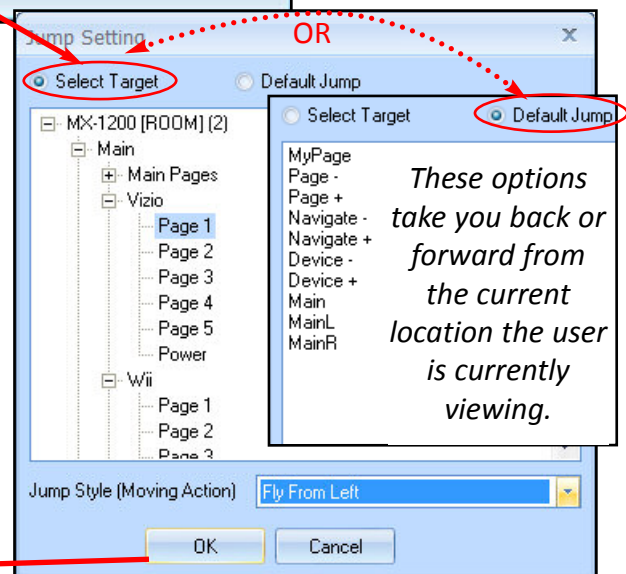 Jump Setting
OR
x
Select Target
Default Jump
MX-1200 [ROOM] (2)
Main
Main Pages
Vizio
Page 1
Page 2
Page 3
Page 4
Page 5
Power
Wii
Page 1
Page 2
Page 3
Select Target
Default Jump
MyPage
Page -
Page +
Navigate -
Navigate +
Device -
Device +
Main
MainL
MainR
These options
take you back or
forward from
the current
location the user
is currently
viewing.
Jump Style (Moving Action)
Fly From Left
OK
Cancel